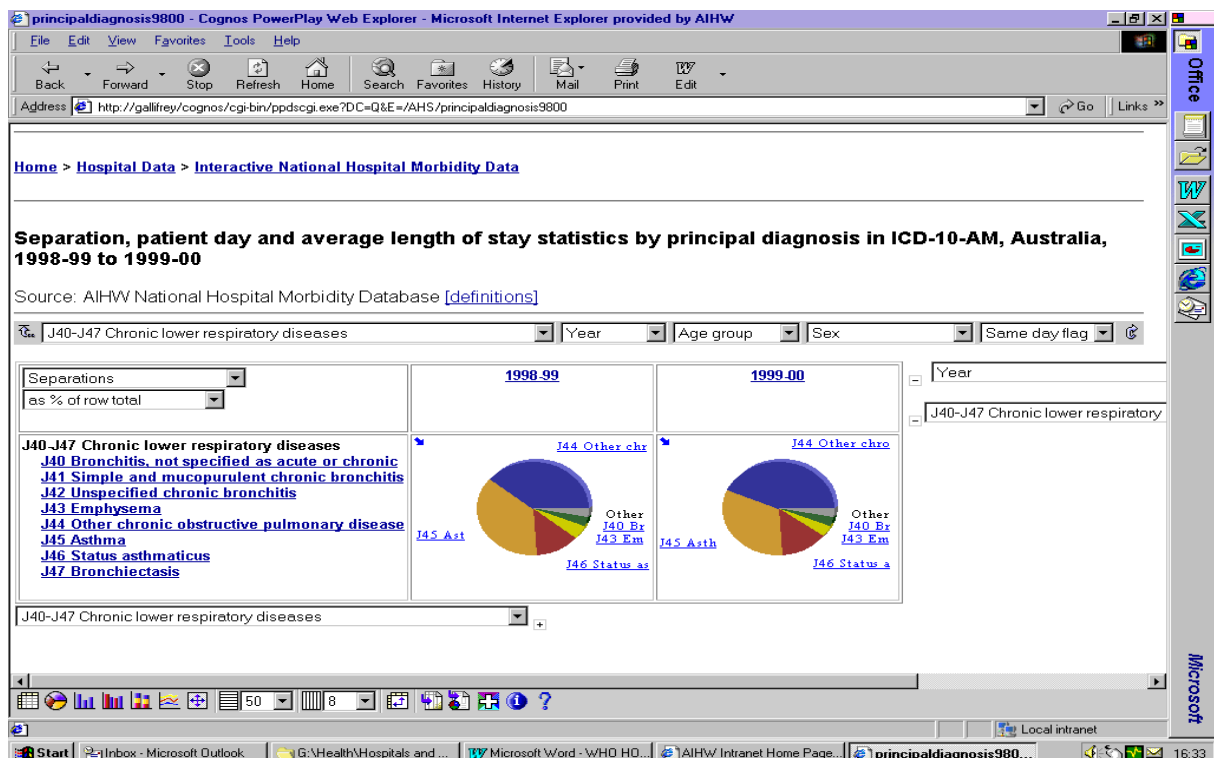 principaldiagnosis9800 - Cognos PowerPlay Web Explorer - Microsoft Internet Explorer provided by AIHW
File Edit View Favorites Tools Help
Back Forward Stop Refresh Home Search Favorites History Mail Print Edit
Address http://gallifrey/cognos/cgi-bin/ppdscgi.exe?DC=Q&E=/AHS/principaldiagnosis9800 Go Links »
Office
Home > Hospital Data > Interactive National Hospital Morbidity Data
Separation, patient day and average length of stay statistics by principal diagnosis in ICD-10-AM, Australia,
1998-99 to 1999-00
Source: AIHW National Hospital Morbidity Database [definitions]
J40-J47 Chronic lower respiratory diseases Year Age group Sex Same day flag
Separations 1998-99 1999-00 Year
as % of row total
J40-J47 Chronic lower respiratory
J40-J47 Chronic lower respiratory diseases
J40 Bronchitis, not specified as acute or chronic
J41 Simple and mucopurulent chronic bronchitis
J42 Unspecified chronic bronchitis
J43 Emphysema
J44 Other chronic obstructive pulmonary disease
J45 Asthma
J46 Status asthmaticus
J47 Bronchiectasis
J44 Other chr
Other
J40 Br
J43 Em
J45 Ast
J46 Status as
J44 Other chro
Other
J40 Br
J43 Em
J45 Asth
J46 Status a
J40-J47 Chronic lower respiratory diseases
50 8
Microsoft
Local intranet
Start Inbox - Microsoft Outlook G:\Health\Hospitals and ... Microsoft Word - WHO HO... AIHW Intranet Home Page... principaldiagnosis980... 16:33